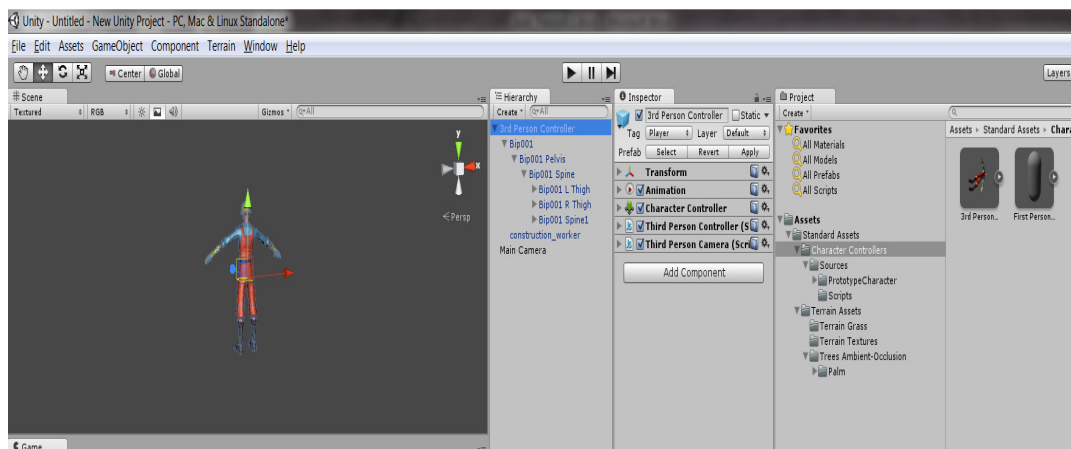 Unity - Untitled - New Unity Project - PC, Mac & Linux Standalone*
File Edit Assets GameObject Component Terrain Window Help
Center Global
Layers
# Scene
Textured RGB Gizmos All
y
x
Persp
Game
Hierarchy
Create All
3rd Person Controller
Bip001
Bip001 Pelvis
Bip001 Spine
Bip001 L Thigh
Bip001 R Thigh
Bip001 Spine1
construction_worker
Main Camera
Inspector
3rd Person Controller Static
Tag Player Layer Default
Prefab Select Revert Apply
Transform
Animation
Character Controller
Third Person Controller (S
Third Person Camera (Scri
Add Component
Project
Create
Favorites
All Materials
All Models
All Prefabs
All Scripts
Assets
Standard Assets
Character Controllers
Sources
PrototypeCharacter
Scripts
Terrain Assets
Terrain Grass
Terrain Textures
Trees Ambient-Occlusion
Palm
Assets ▸ Standard Assets ▸ Chara
3rd Person...
First Person...